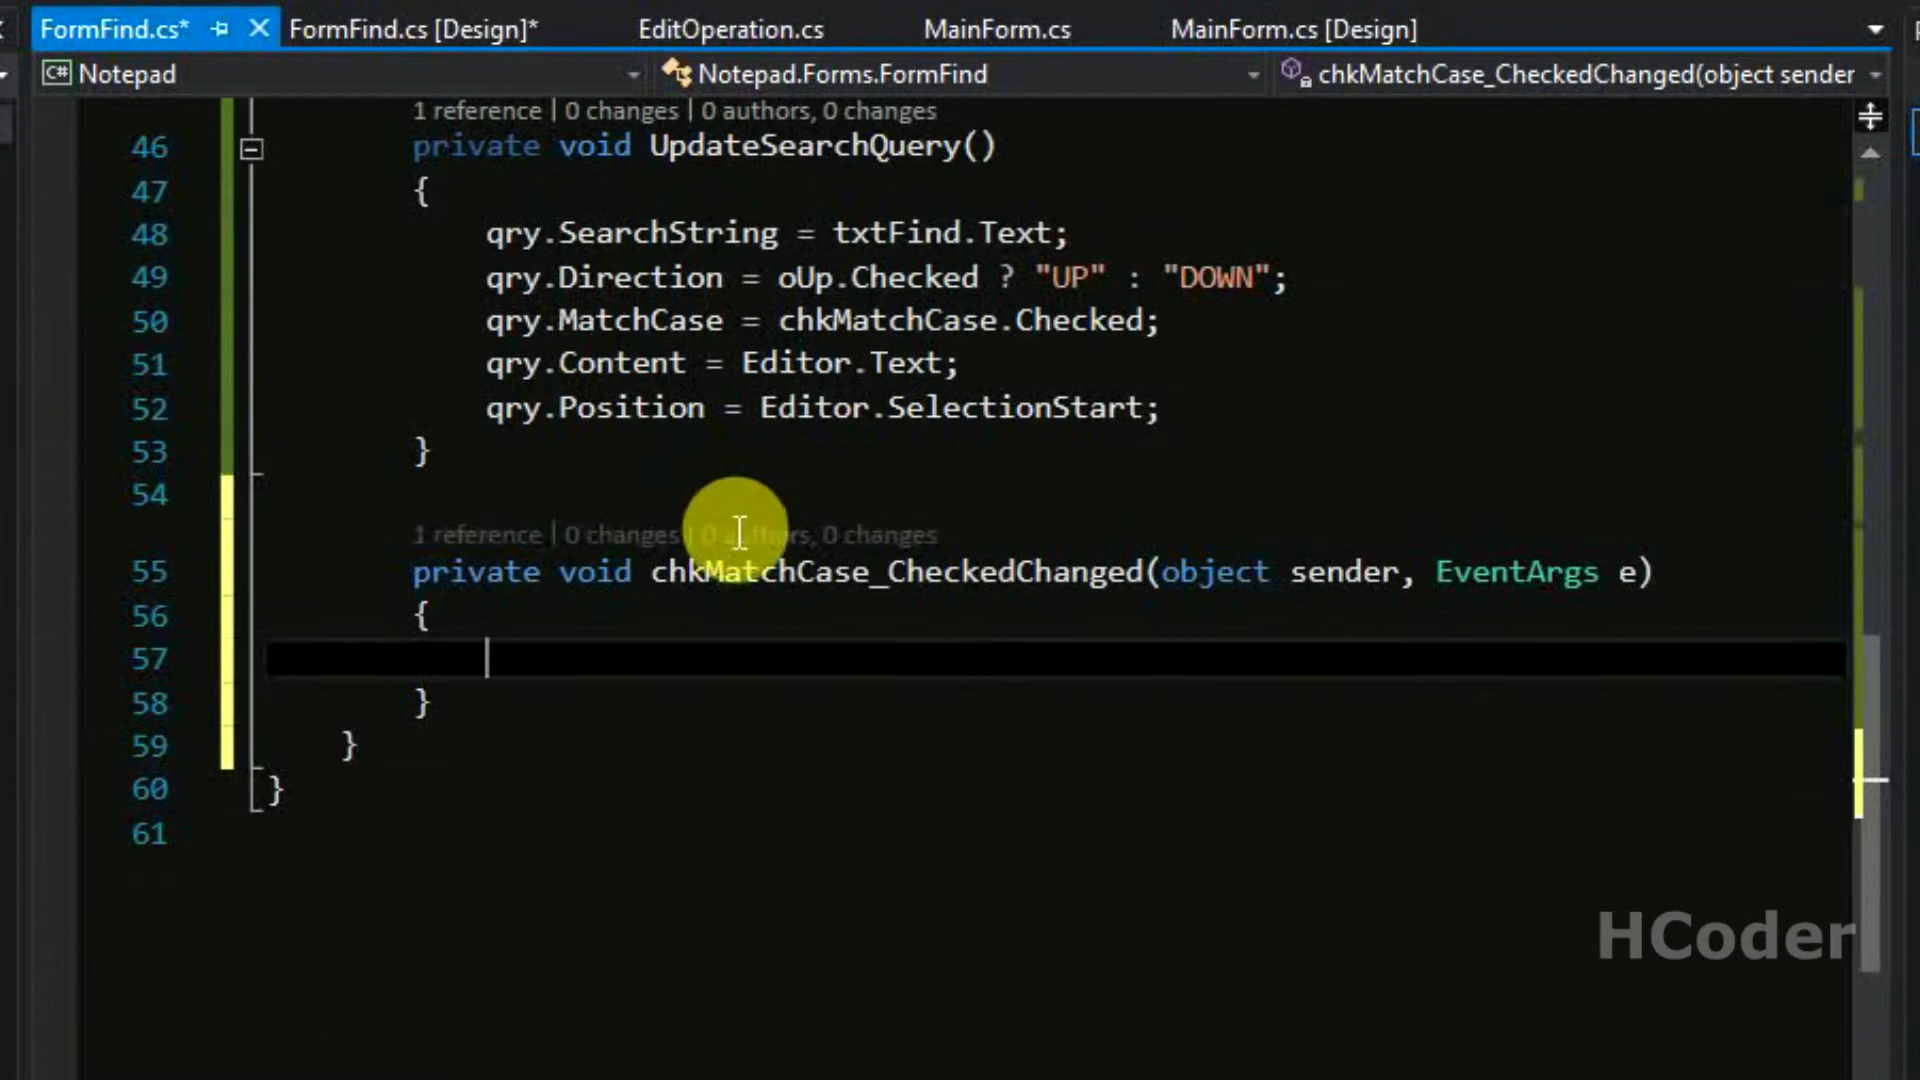 FormFind.cs* FormFind.cs [Design]* EditOperation.cs MainForm.cs MainForm.cs [Design]
C# Notepad Notepad.Forms.FormFind chkMatchCase_CheckedChanged(object sender
1 reference | 0 changes | 0 authors, 0 changes
46 private void UpdateSearchQuery()
47 {
48 qry.SearchString = txtFind.Text;
49 qry.Direction = oUp.Checked ? "UP" : "DOWN";
50 qry.MatchCase = chkMatchCase.Checked;
51 qry.Content = Editor.Text;
52 qry.Position = Editor.SelectionStart;
53 }
54
1 reference | 0 changes | 0 authors, 0 changes
55 private void chkMatchCase_CheckedChanged(object sender, EventArgs e)
56 {
57
58 }
59 }
60 }
61
HCoder